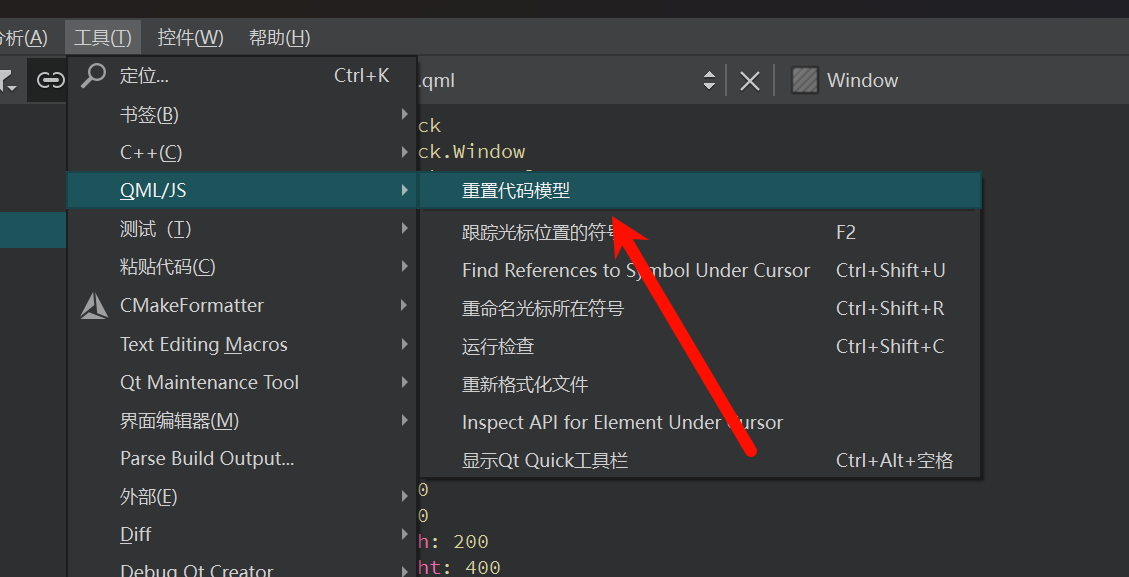 分析(A) 工具(T) 控件(W) 帮助(H)
定位... Ctrl+K .qml Window
书签(B) ck
C++(C) ck.Window
QML/JS 重置代码模型
测试 (T) 跟踪光标位置的符号 F2
粘贴代码(C) Find References to Symbol Under Cursor Ctrl+Shift+U
CMakeFormatter 重命名光标所在符号 Ctrl+Shift+R
Text Editing Macros 运行检查 Ctrl+Shift+C
Qt Maintenance Tool 重新格式化文件
界面编辑器(M) Inspect API for Element Under Cursor
Parse Build Output... 显示Qt Quick工具栏 Ctrl+Alt+空格
外部(E) 0
0
Diff h: 200
Debug Qt Creator ht: 400